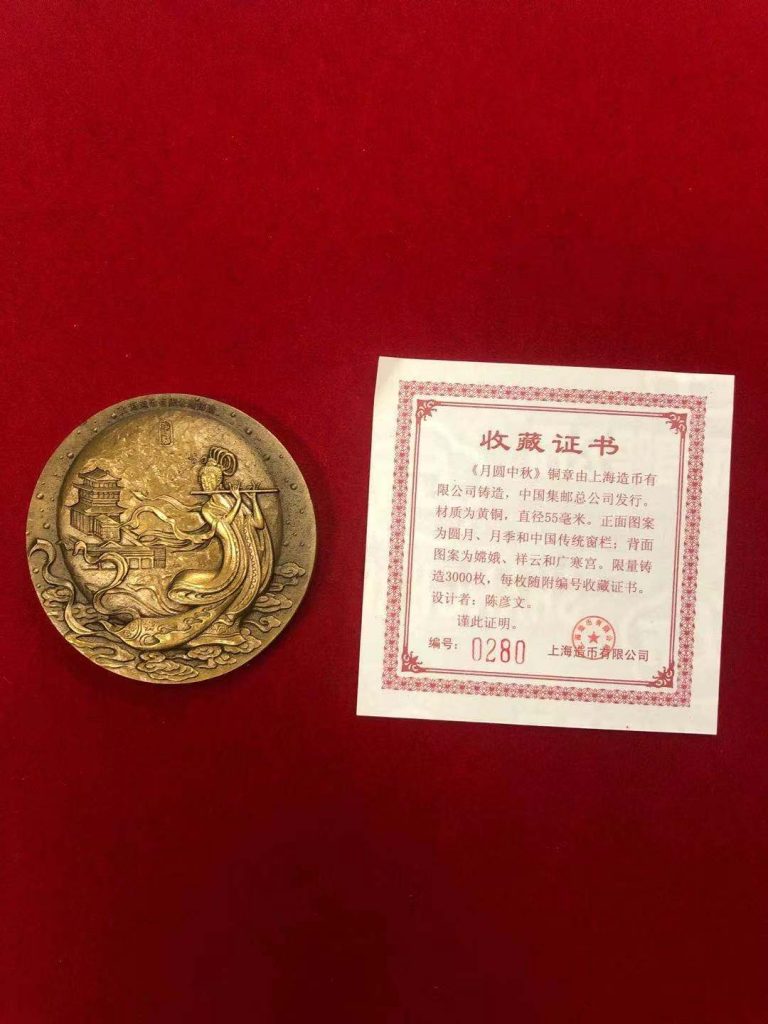 收藏证书
《月圆中秋》铜章由上海造币有
限公司铸造，中国集邮总公司发行。
材质为黄铜，直径55毫米。正面图案
为圆月、月季和中国传统窗栏；背面
图案为嫦娥、祥云和广寒宫。限量铸
造3000枚，每枚随附编号收藏证书。
设计者：陈彦文。
谨此证明。
编号：0280 上海造币有限公司